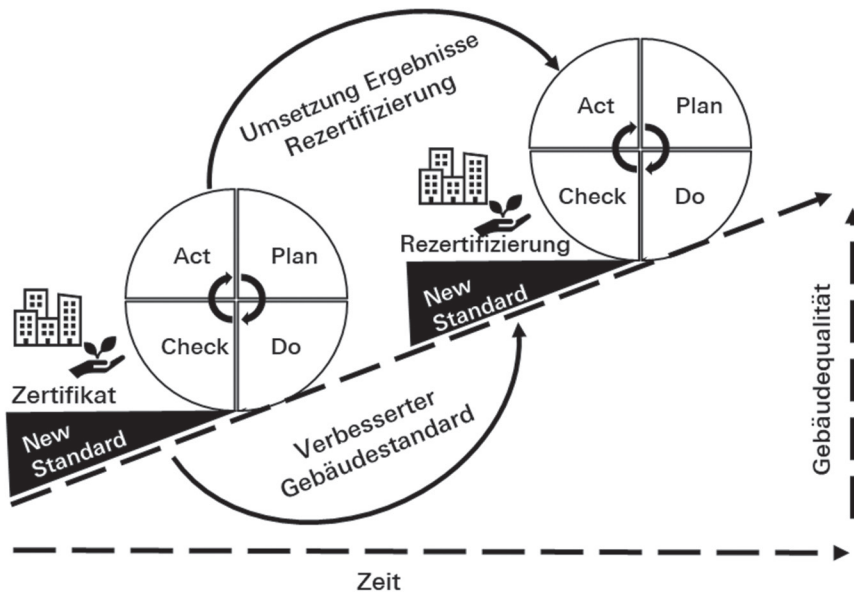 Umsetzung Ergebnisse
Rezertifizierung
Act
Plan
Check
Do
Rezertifizierung
New
Standard
Act
Plan
Check
Do
Zertifikat
New
Standard
Verbesserter
Gebäudestandard
Gebäudequalität
Zeit